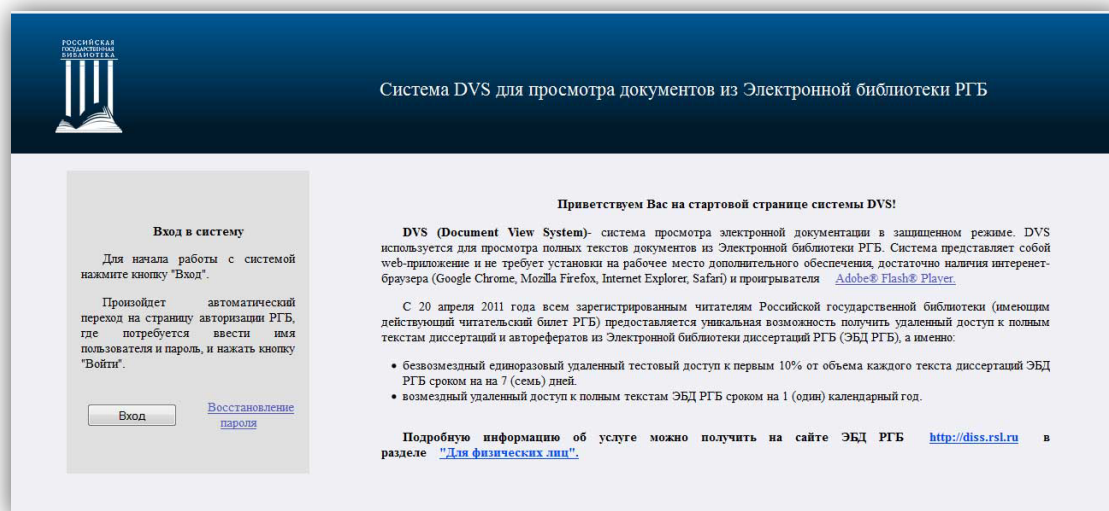 РОССИЙСКАЯ
ГОСУДАРСТВЕННАЯ
БИБЛИОТЕКА
Система DVS для просмотра документов из Электронной библиотеки РГБ
Вход в систему
Для начала работы с системой
нажмите кнопку "Вход".
Произойдет автоматический
переход на страницу авторизации РГБ,
где потребуется ввести имя
пользователя и пароль, и нажать кнопку
"Войти".
Вход
Восстановление
пароля
Приветствуем Вас на стартовой странице системы DVS!
DVS (Document View System)- система просмотра электронной документации в защищенном режиме. DVS
используется для просмотра полных текстов документов из Электронной библиотеки РГБ. Система представляет собой
web-приложение и не требует установки на рабочее место дополнительного обеспечения, достаточно наличия интеренет-
браузера (Google Chrome, Mozilla Firefox, Internet Explorer, Safari) и проигрывателя Adobe® Flash® Player.
С 20 апреля 2011 года всем зарегистрированным читателям Российской государственной библиотеки (имеющим
действующий читательский билет РГБ) предоставляется уникальная возможность получить удаленный доступ к полным
текстам диссертаций и авторефератов из Электронной библиотеки диссертаций РГБ (ЭБД РГБ), а именно:
• безвозмездный единоразовый удаленный тестовый доступ к первым 10% от объема каждого текста диссертаций ЭБД
РГБ сроком на на 7 (семь) дней.
• возмездный удаленный доступ к полным текстам ЭБД РГБ сроком на 1 (один) календарный год.
Подробную информацию об услуге можно получить на сайте ЭБД РГБ http://diss.rsl.ru в
разделе "Для физических лиц".